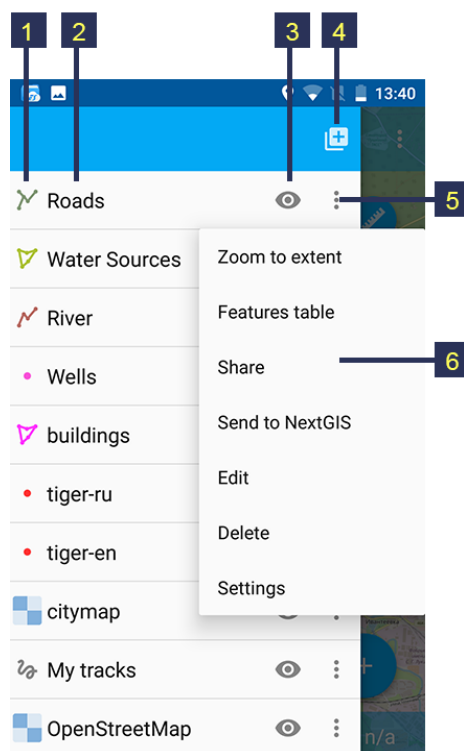 1 2 3 4
13:40
Roads
5
Water Sources
Zoom to extent
River
Features table
Share
6
Wells
Send to NextGIS
buildings
Edit
tiger-ru
Delete
tiger-en
Settings
citymap
My tracks
OpenStreetMap
n/a